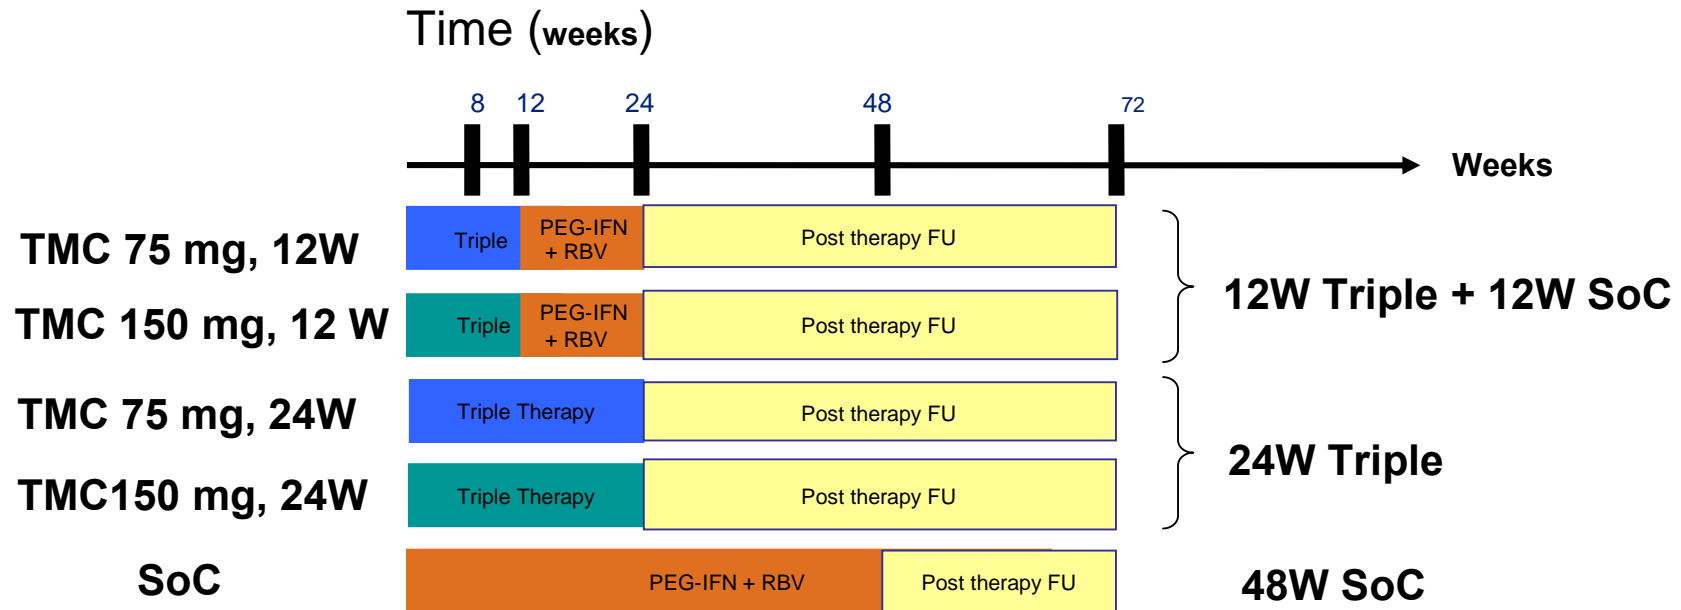 Time (weeks)
8 12 24 48 72
Weeks
TMC 75 mg, 12W
Triple
PEG-IFN
+ RBV
Post therapy FU
12W Triple + 12W SoC
TMC 150 mg, 12 W
Triple
PEG-IFN
+ RBV
Post therapy FU
TMC 75 mg, 24W
Triple Therapy
Post therapy FU
24W Triple
TMC150 mg, 24W
Triple Therapy
Post therapy FU
SoC
PEG-IFN + RBV
Post therapy FU
48W SoC